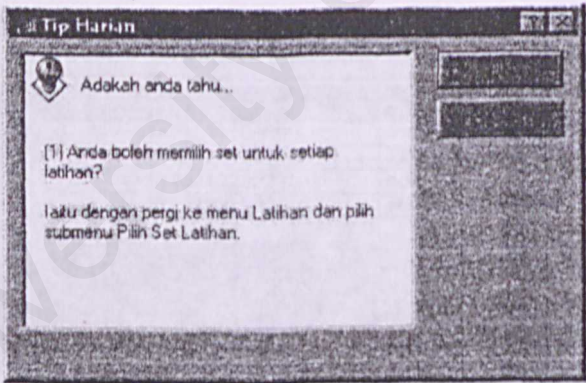 Tip Harian
Adakah anda tahu...
[1] Anda boleh memilih set untuk setiap
latihan?
Iaitu dengan pergi ke menu Latihan dan pilih
submenu Pilih Set Latihan.